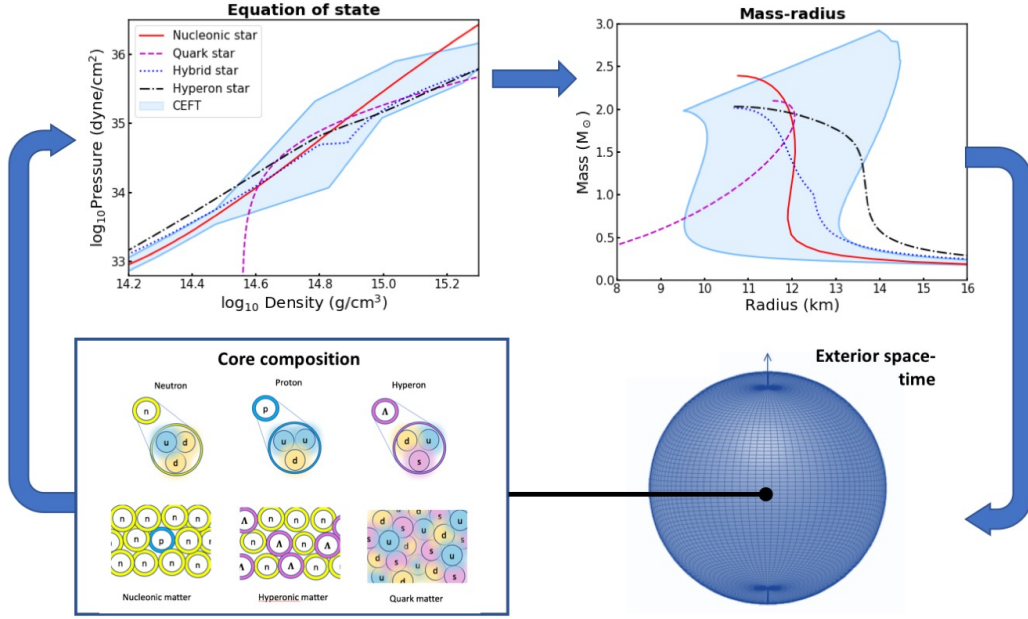 Equation of state
Nucleonic star
Quark star
Hybrid star
Hyperon star
CEFT
log₁₀Pressure (dyne/cm²)
36
35
34
33
14.2 14.4 14.6 14.8 15.0 15.2
log₁₀ Density (g/cm³)
Mass-radius
Mass (M⊙)
3.0
2.5
2.0
1.5
1.0
0.5
0.0
8 9 10 11 12 13 14 15 16
Radius (km)
Core composition
Neutron Proton Hyperon
n p Λ
u d u u d u
d d s
n n n n Λ n n n Λ d s u u
n p n n n Λ n Λ s u d s d
n n n n n Λ Λ n u d s u s
Nucleonic matter Hyperonic matter Quark matter
Exterior space-
time